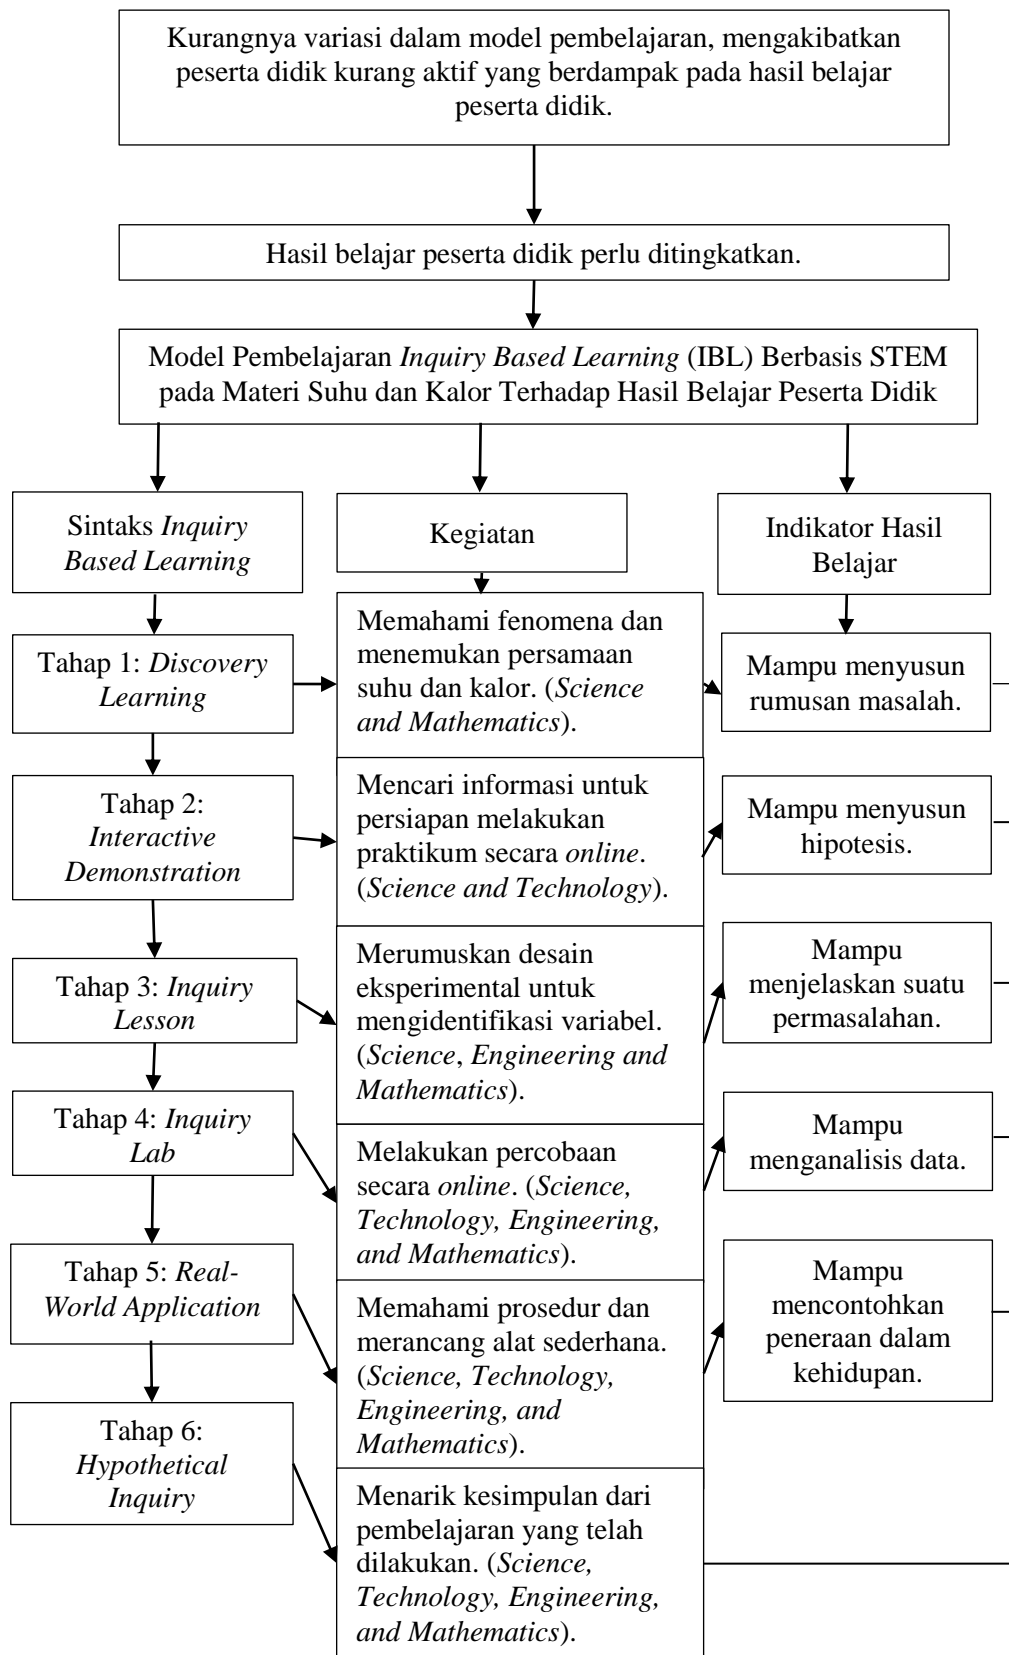 Kurangnya variasi dalam model pembelajaran, mengakibatkan
peserta didik kurang aktif yang berdampak pada hasil belajar
peserta didik.
Hasil belajar peserta didik perlu ditingkatkan.
Model Pembelajaran Inquiry Based Learning (IBL) Berbasis STEM
pada Materi Suhu dan Kalor Terhadap Hasil Belajar Peserta Didik
Sintaks Inquiry
Based Learning
Kegiatan
Indikator Hasil
Belajar
Tahap 1: Discovery
Learning
Memahami fenomena dan
menemukan persamaan
suhu dan kalor. (Science
and Mathematics).
Mampu menyusun
rumusan masalah.
Tahap 2:
Interactive
Demonstration
Mencari informasi untuk
persiapan melakukan
praktikum secara online.
(Science and Technology).
Mampu menyusun
hipotesis.
Tahap 3: Inquiry
Lesson
Merumuskan desain
eksperimental untuk
mengidentifikasi variabel.
(Science, Engineering and
Mathematics).
Mampu
menjelaskan suatu
permasalahan.
Tahap 4: Inquiry
Lab
Melakukan percobaan
secara online. (Science,
Technology, Engineering,
and Mathematics).
Mampu
menganalisis data.
Tahap 5: Real-
World Application
Memahami prosedur dan
merancang alat sederhana.
(Science, Technology,
Engineering, and
Mathematics).
Mampu
mencontohkan
peneraan dalam
kehidupan.
Tahap 6:
Hypothetical
Inquiry
Menarik kesimpulan dari
pembelajaran yang telah
dilakukan. (Science,
Technology, Engineering,
and Mathematics).